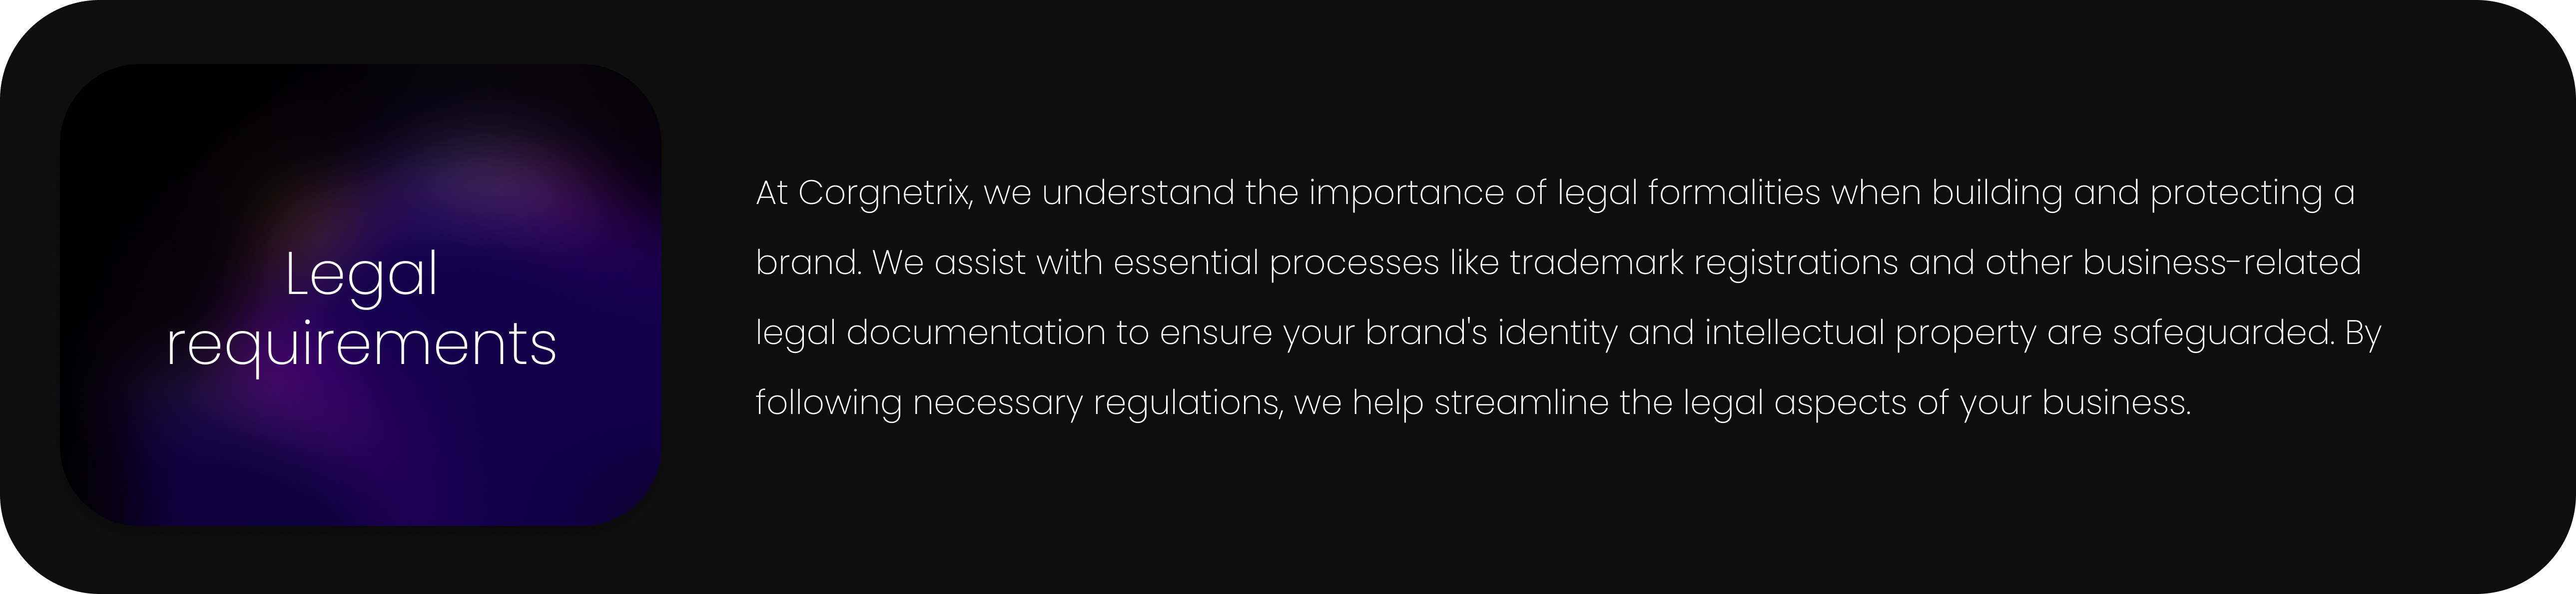 Legal
requirements
At Corgnetrix, we understand the importance of legal formalities when building and protecting a
brand. We assist with essential processes like trademark registrations and other business-related
legal documentation to ensure your brand's identity and intellectual property are safeguarded. By
following necessary regulations, we help streamline the legal aspects of your business.